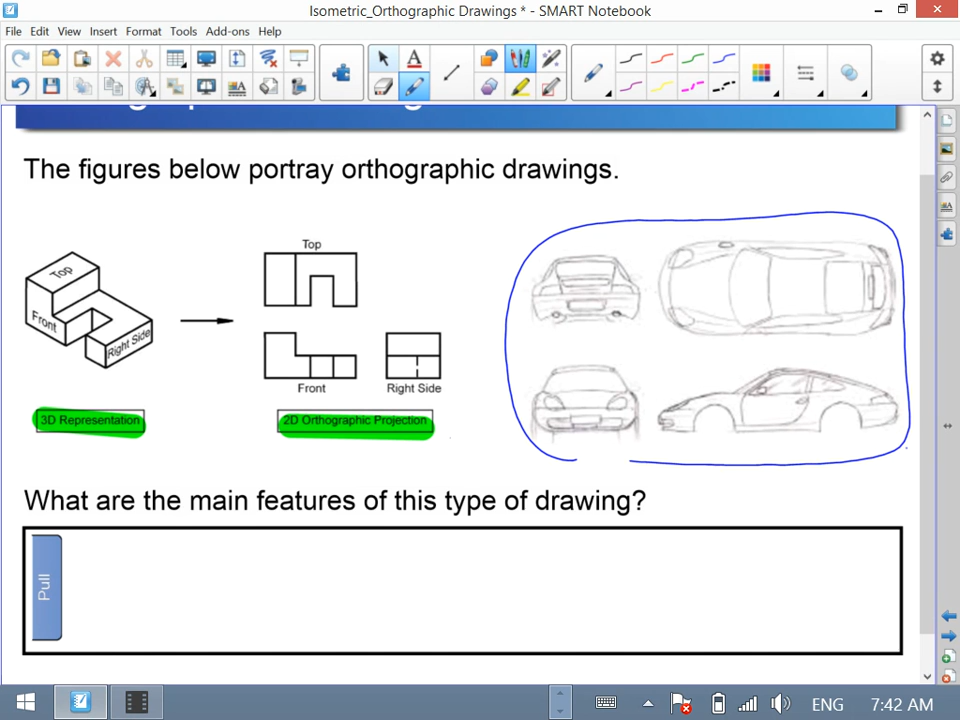 Isometric_Orthographic Drawings * - SMART Notebook
File Edit View Insert Format Tools Add-ons Help
The figures below portray orthographic drawings.
Top
Top
Front
Right Side
Front
Right Side
3D Representation
2D Orthographic Projection
What are the main features of this type of drawing?
Pull
ENG
7:42 AM